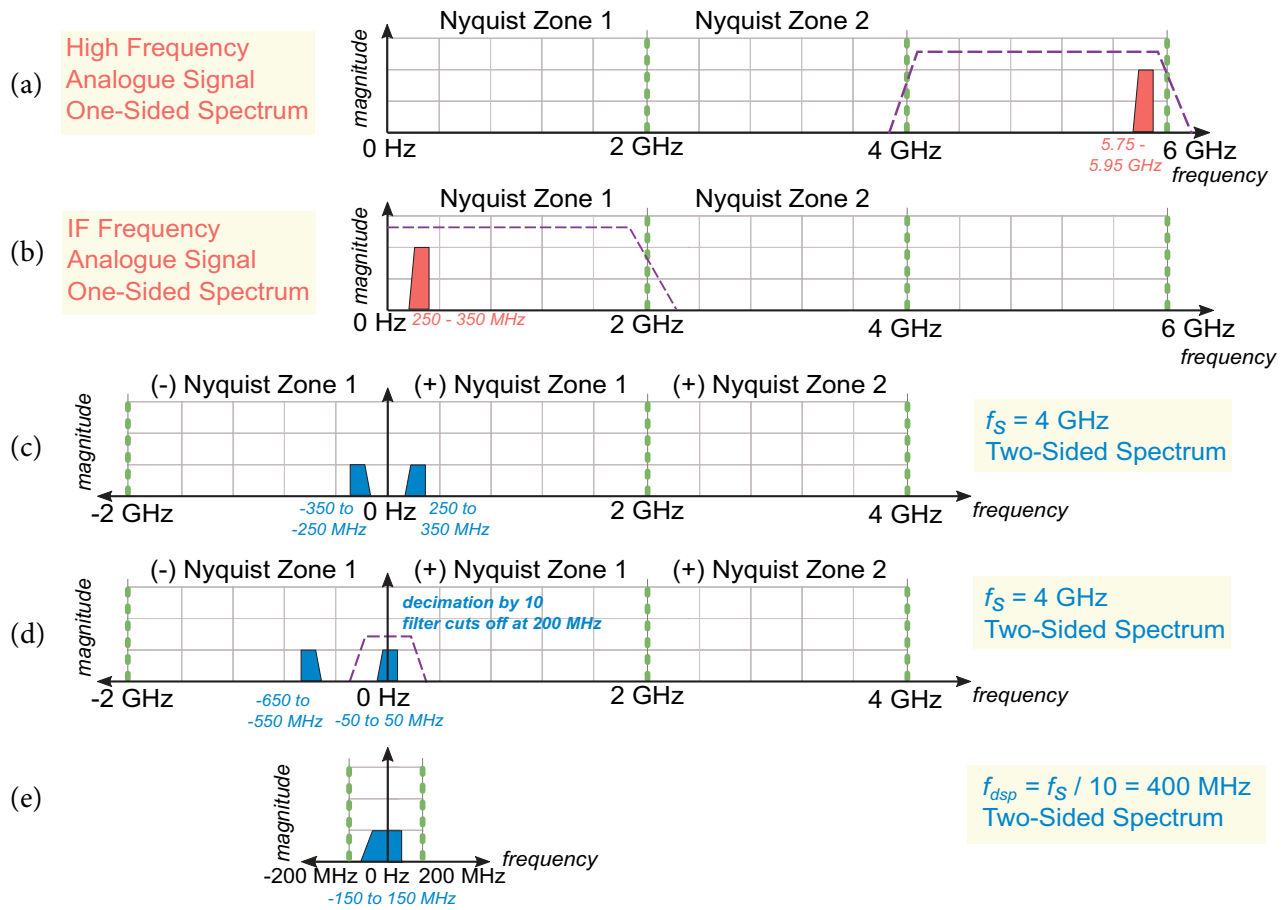 Nyquist Zone 1 Nyquist Zone 2
(a)
High Frequency
Analogue Signal
One-Sided Spectrum
magnitude
0 Hz 2 GHz 4 GHz 6 GHz
5.75 -
5.95 GHz
frequency
Nyquist Zone 1 Nyquist Zone 2
(b)
IF Frequency
Analogue Signal
One-Sided Spectrum
magnitude
0 Hz 250 - 350 MHz 2 GHz 4 GHz 6 GHz
frequency
(-) Nyquist Zone 1 (+) Nyquist Zone 1 (+) Nyquist Zone 2
(c)
magnitude
fS = 4 GHz
Two-Sided Spectrum
-2 GHz 0 Hz 2 GHz 4 GHz
-350 to
-250 MHz
250 to
350 MHz
frequency
(-) Nyquist Zone 1 (+) Nyquist Zone 1 (+) Nyquist Zone 2
(d)
magnitude
decimation by 10
filter cuts off at 200 MHz
fS = 4 GHz
Two-Sided Spectrum
-2 GHz 0 Hz 2 GHz 4 GHz
-650 to
-550 MHz
-50 to 50 MHz
frequency
(e)
magnitude
fdsp = fS / 10 = 400 MHz
Two-Sided Spectrum
frequency
-200 MHz 0 Hz 200 MHz
-150 to 150 MHz